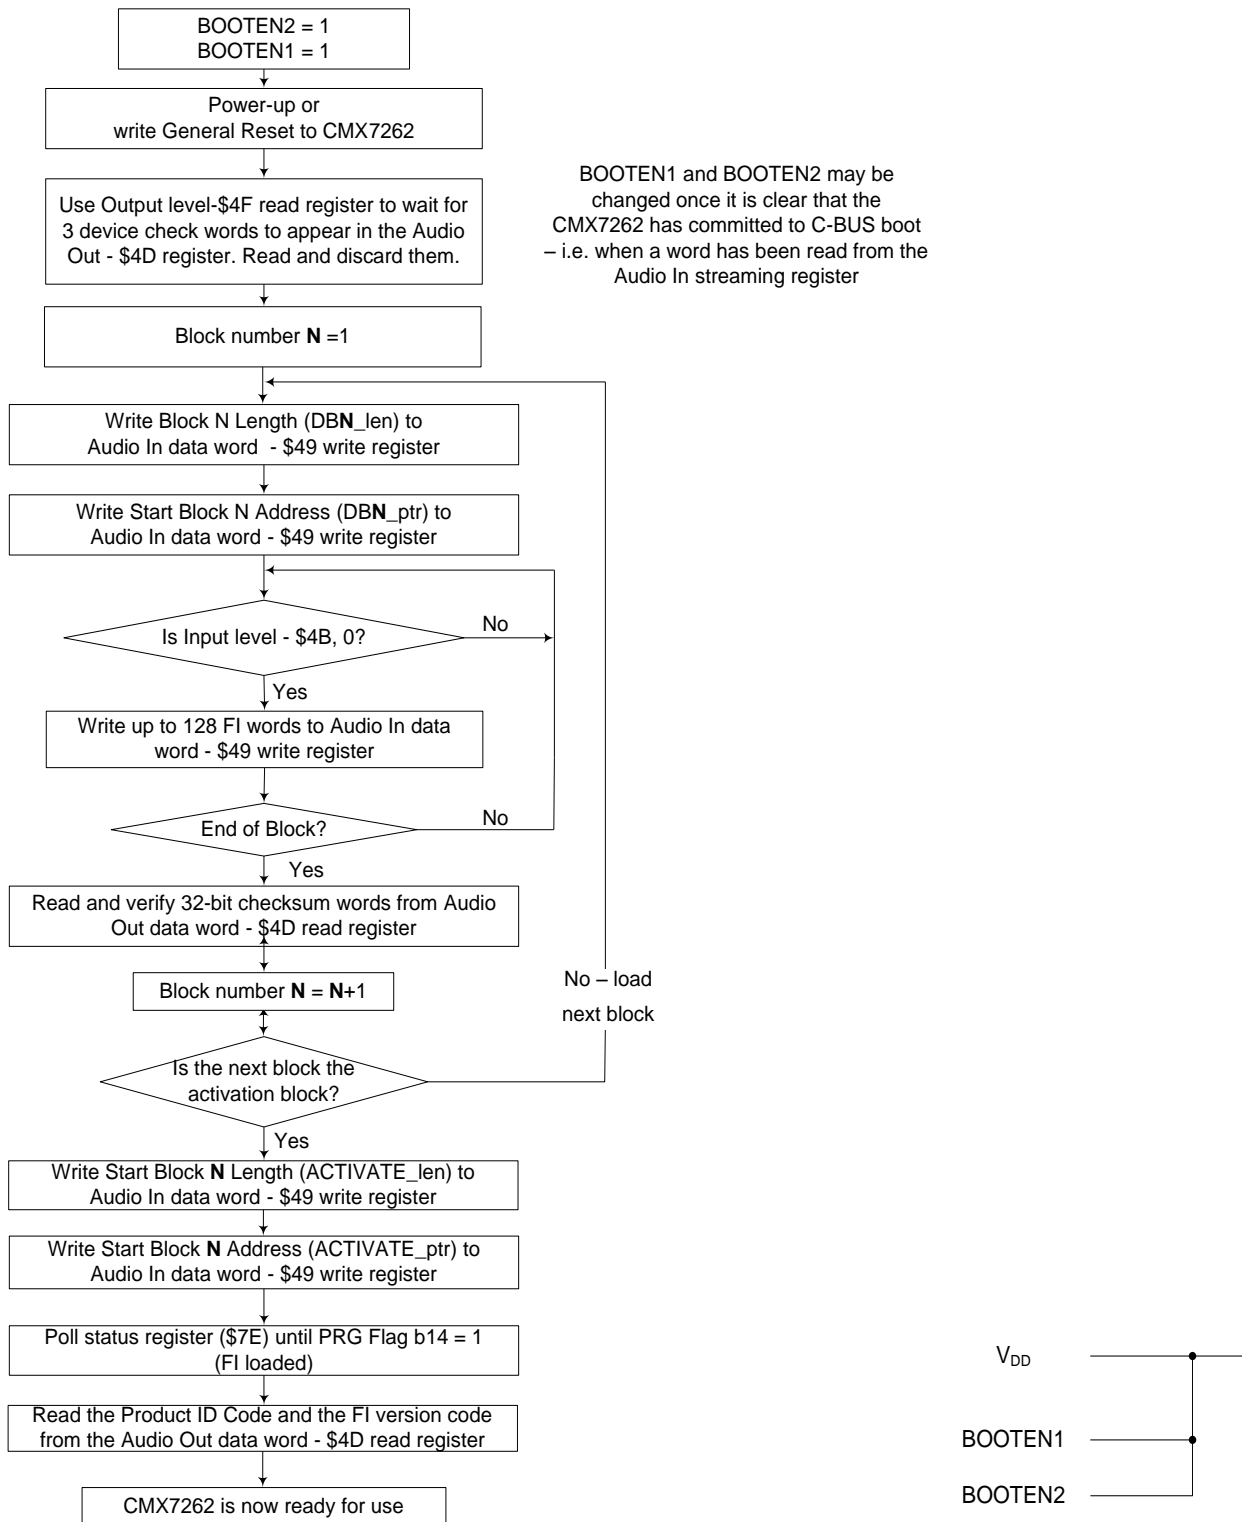 BOOTEN2 = 1
BOOTEN1 = 1
Power-up or
write General Reset to CMX7262
Use Output level-$4F read register to wait for
3 device check words to appear in the Audio
Out - $4D register. Read and discard them.
BOOTEN1 and BOOTEN2 may be
changed once it is clear that the
CMX7262 has committed to C-BUS boot
– i.e. when a word has been read from the
Audio In streaming register
Block number N =1
Write Block N Length (DBN_len) to
Audio In data word - $49 write register
Write Start Block N Address (DBN_ptr) to
Audio In data word - $49 write register
Is Input level - $4B, 0?
No
Yes
Write up to 128 FI words to Audio In data
word - $49 write register
End of Block?
No
Yes
Read and verify 32-bit checksum words from Audio
Out data word - $4D read register
Block number N = N+1
No – load
next block
Is the next block the
activation block?
Yes
Write Start Block N Length (ACTIVATE_len) to
Audio In data word - $49 write register
Write Start Block N Address (ACTIVATE_ptr) to
Audio In data word - $49 write register
Poll status register ($7E) until PRG Flag b14 = 1
(FI loaded)
Read the Product ID Code and the FI version code
from the Audio Out data word - $4D read register
CMX7262 is now ready for use
VDD
BOOTEN1
BOOTEN2